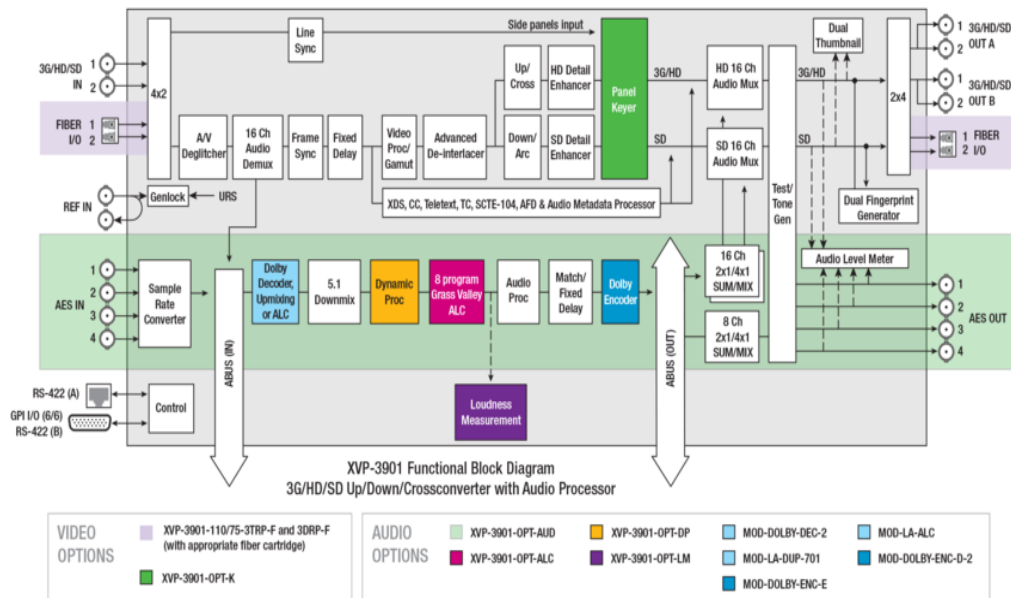 Side panels input
Line
Sync
3G/HD/SD
IN
1
2
FIBER
I/O
1
2
4x2
A/V
Deglitcher
16 Ch
Audio
Demux
Frame
Sync
Fixed
Delay
Video
Proc/
Gamut
Advanced
De-interlacer
Up/
Cross
HD Detail
Enhancer
Down/
Arc
SD Detail
Enhancer
Panel
Keyer
3G/HD
SD
HD 16 Ch
Audio Mux
SD 16 Ch
Audio Mux
Test/
Tone
Gen
3G/HD
SD
Dual
Thumbnail
2x4
1
2
3G/HD/SD
OUT A
1
2
3G/HD/SD
OUT B
1
2
FIBER
I/O
REF IN
Genlock
URS
XDS, CC, Teletext, TC, SCTE-104, AFD & Audio Metadata Processor
Dual Fingerprint
Generator
AES IN
1
2
3
4
Sample
Rate
Converter
ABUS (IN)
Dolby
Decoder,
Upmixing
or ALC
5.1
Downmix
Dynamic
Proc
8 program
Grass Valley
ALC
Audio
Proc
Match/
Fixed
Delay
Dolby
Encoder
ABUS (OUT)
16 Ch
2x1/4x1
SUM/MIX
8 Ch
2x1/4x1
SUM/MIX
Audio Level Meter
1
2
3
4
AES OUT
RS-422 (A)
GPI I/O (6/6)
RS-422 (B)
Control
Loudness
Measurement
XVP-3901 Functional Block Diagram
3G/HD/SD Up/Down/Crossconverter with Audio Processor
VIDEO
OPTIONS
XVP-3901-110/75-3TRP-F and 3DRP-F
(with appropriate fiber cartridge)
XVP-3901-OPT-K
AUDIO
OPTIONS
XVP-3901-OPT-AUD
XVP-3901-OPT-DP
MOD-DOLBY-DEC-2
MOD-LA-ALC
XVP-3901-OPT-ALC
XVP-3901-OPT-LM
MOD-LA-DUP-701
MOD-DOLBY-ENC-D-2
MOD-DOLBY-ENC-E